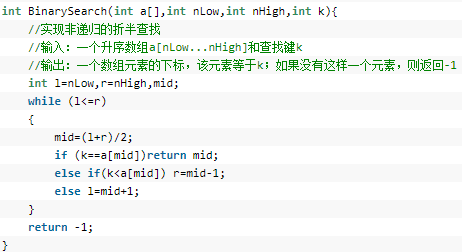 int BinarySearch(int a[],int nLow,int nHigh,int k){
//实现非递归的折半查找
//输入：一个升序数组a[nLow...nHigh]和查找键k
//输出：一个数组元素的下标，该元素等于k；如果没有这样一个元素，则返回-1
int l=nLow,r=nHigh,mid;
while (l<=r)
{
mid=(l+r)/2;
if (k==a[mid])return mid;
else if(k<a[mid]) r=mid-1;
else l=mid+1;
}
return -1;
}